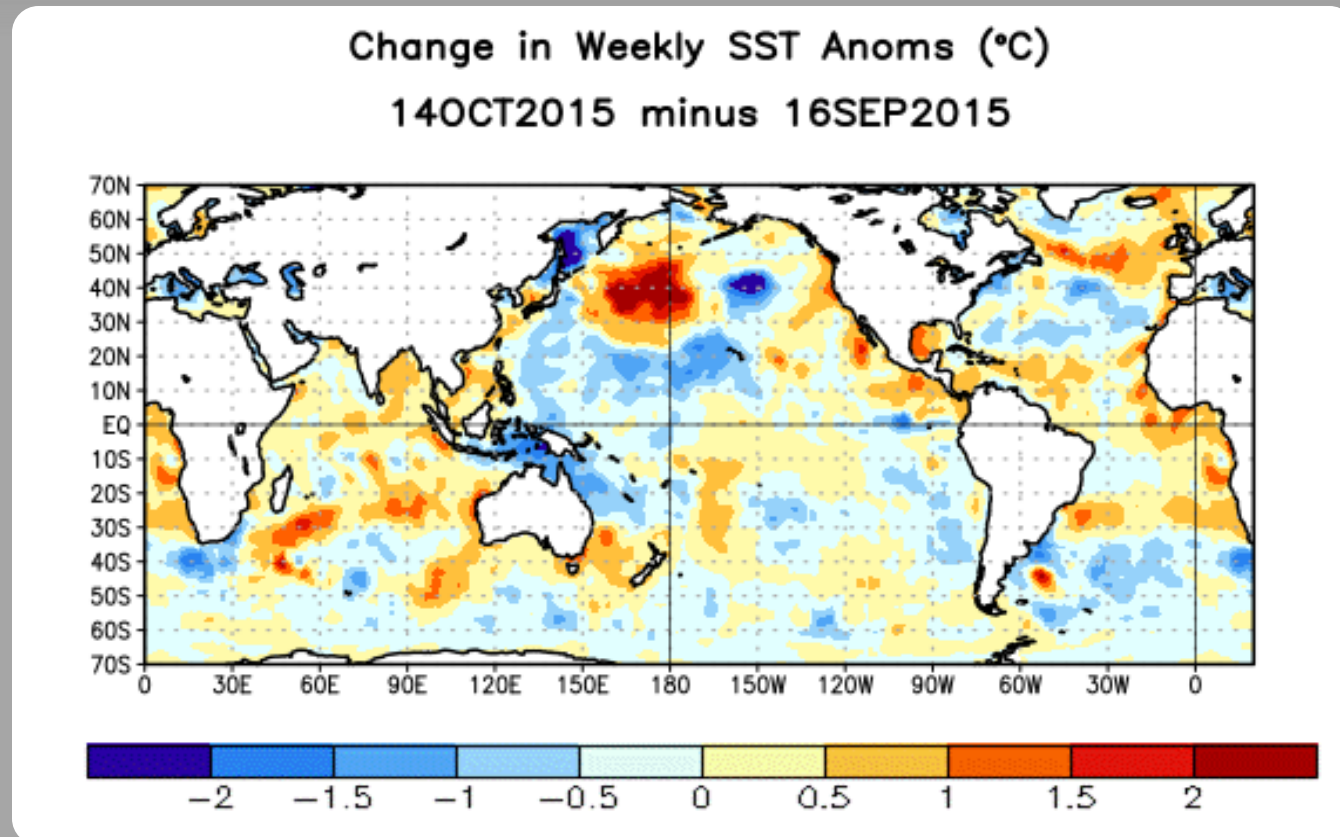 Change in Weekly SST Anoms (°C)
14OCT2015 minus 16SEP2015
70N
60N
50N
40N
30N
20N
10N
EQ
10S
20S
30S
40S
50S
60S
70S
0 30E 60E 90E 120E 150E 180 150W 120W 90W 60W 30W 0
−2 −1.5 −1 −0.5 0 0.5 1 1.5 2